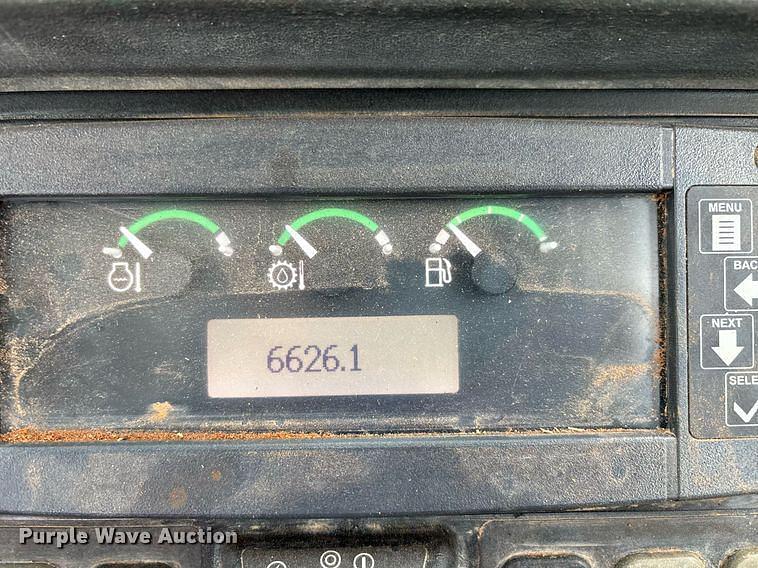 MENU
BAC
NEXT
SELE
6626.1
Purple Wave Auction